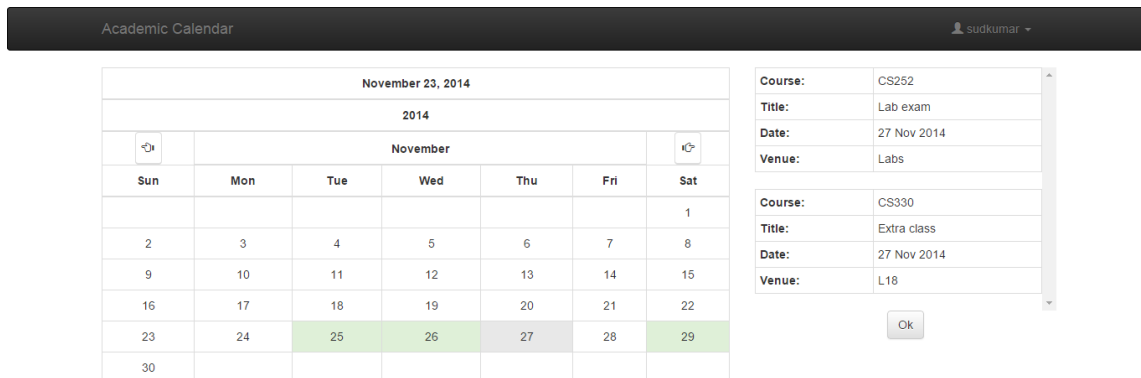 Academic Calendar sudkumar
November 23, 2014
2014
November
Sun Mon Tue Wed Thu Fri Sat
1
2 3 4 5 6 7 8
9 10 11 12 13 14 15
16 17 18 19 20 21 22
23 24 25 26 27 28 29
30
Course: CS252
Title: Lab exam
Date: 27 Nov 2014
Venue: Labs
Course: CS330
Title: Extra class
Date: 27 Nov 2014
Venue: L18
Ok